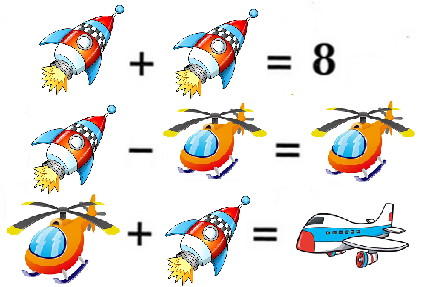 + = 8
- =
+ =